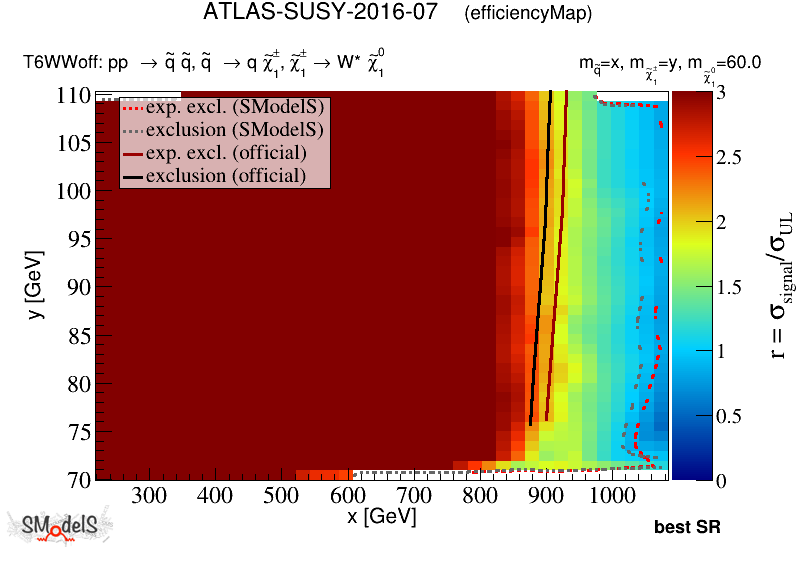 ATLAS-SUSY-2016-07 (efficiencyMap)
T6WWoff: pp → q̃ q̃, q̃ → q χ̃₁±, χ̃₁± → W* χ̃₁⁰ m_q̃=x, m_χ̃₁±=y, m_χ̃₁⁰=60.0
exp. excl. (SModelS)
exclusion (SModelS)
exp. excl. (official)
exclusion (official)
110
105
100
95
90
85
80
75
70
y [GeV]
300 400 500 600 700 800 900 1000
x [GeV]
3
2.5
2
1.5
1
0.5
0
r = σ_signal/σ_UL
SModelS
best SR